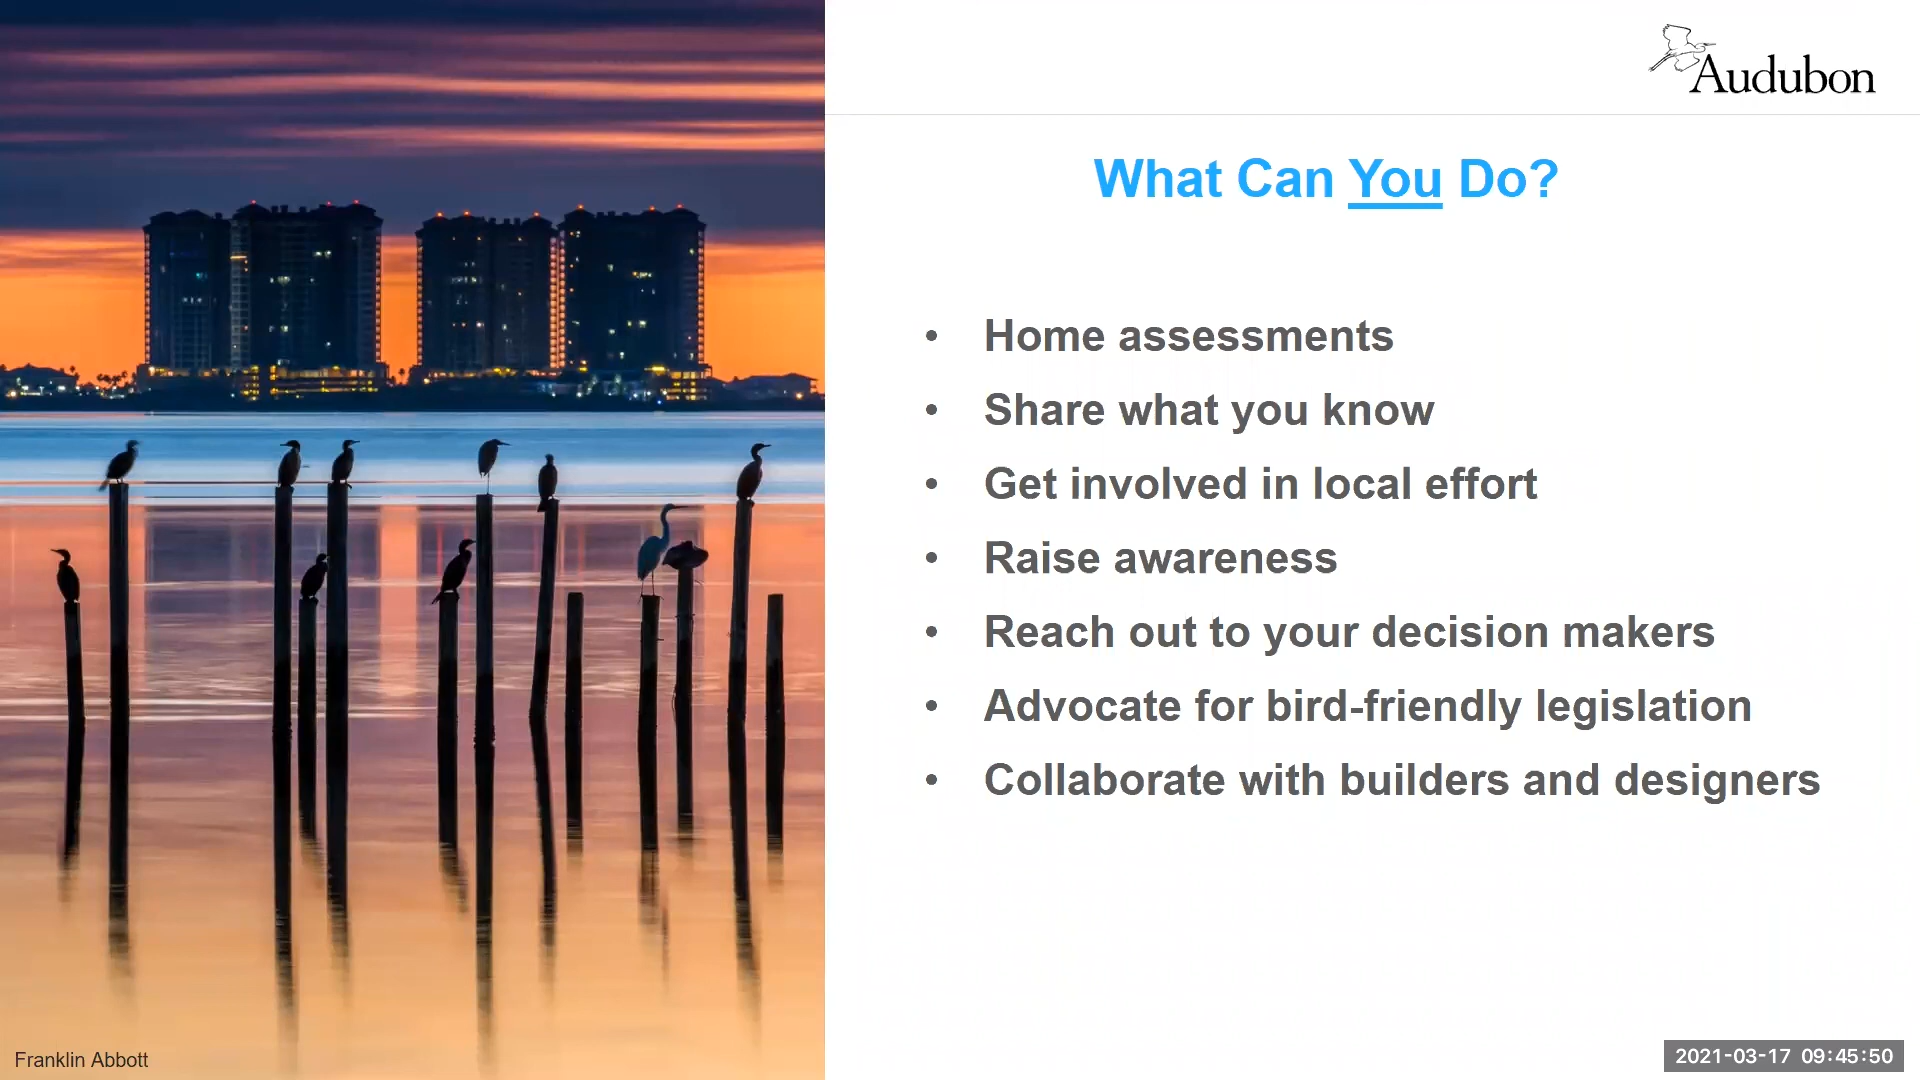 Audubon
What Can You Do?
• Home assessments
• Share what you know
• Get involved in local effort
• Raise awareness
• Reach out to your decision makers
• Advocate for bird-friendly legislation
• Collaborate with builders and designers
Franklin Abbott
2021-03-17 09:45:50